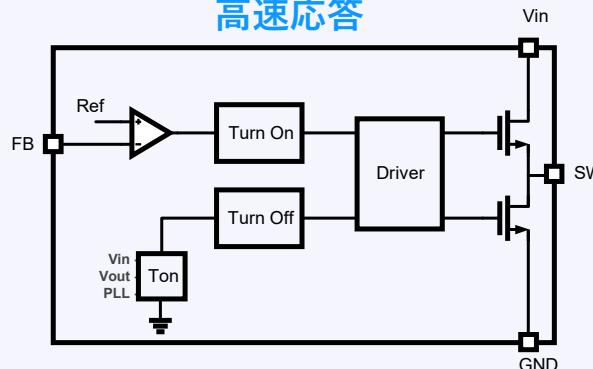 高速応答
Vin
Ref
FB
Turn On
Driver
SW
Turn Off
Vin
Vout
PLL
Ton
GND